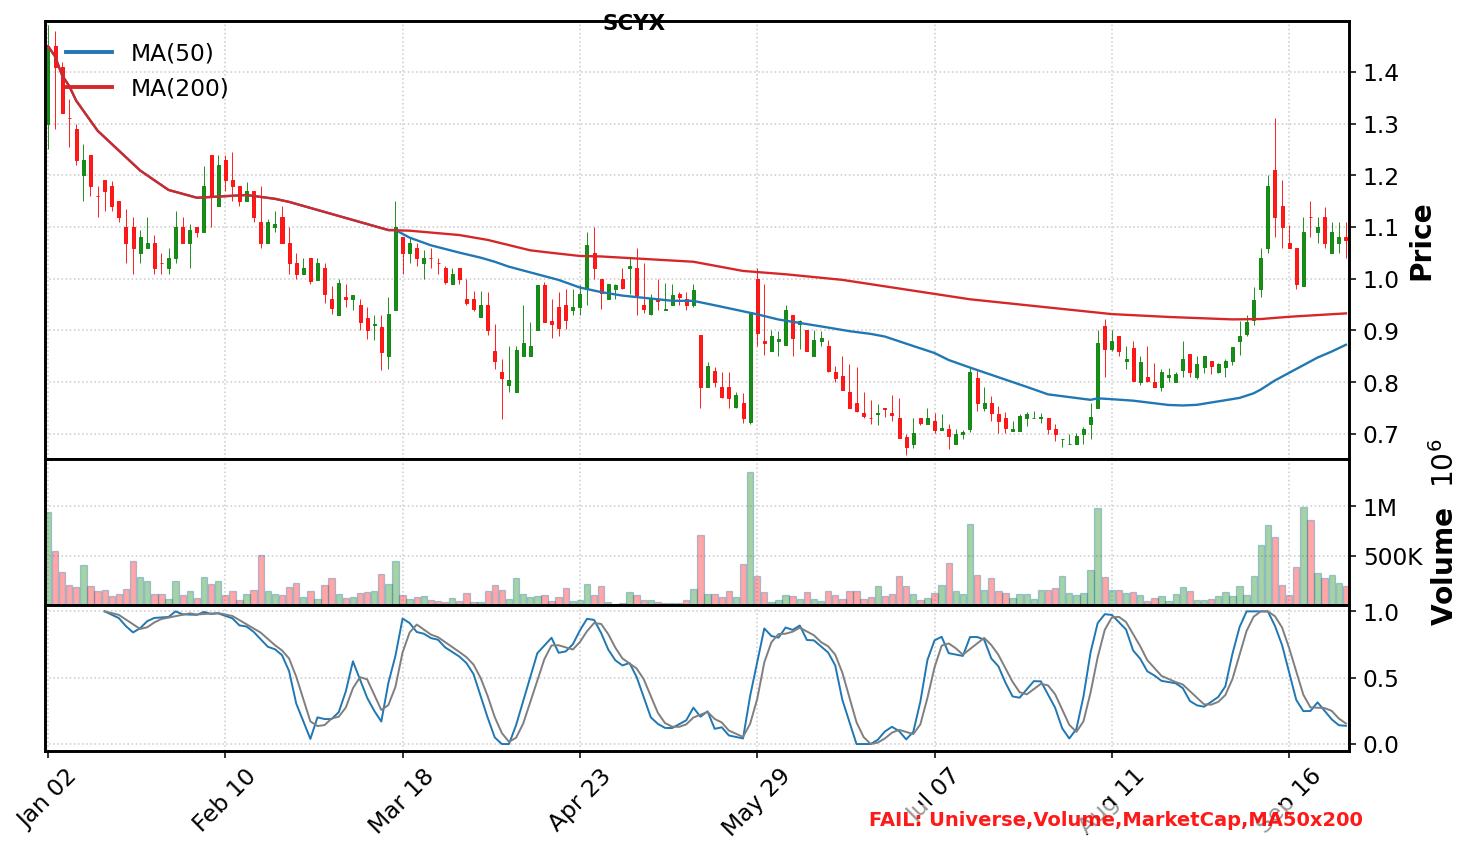 SCYX
MA(50)
MA(200)
1.4
1.3
1.2
1.1
1.0
0.9
0.8
0.7
Price
10⁶
1M
500K
Volume
1.0
0.5
0.0
Jan 02
Feb 10
Mar 18
Apr 23
May 29
Jul 07
Aug 11
Sep 16
FAIL: Universe,Volume,MarketCap,MA50x200